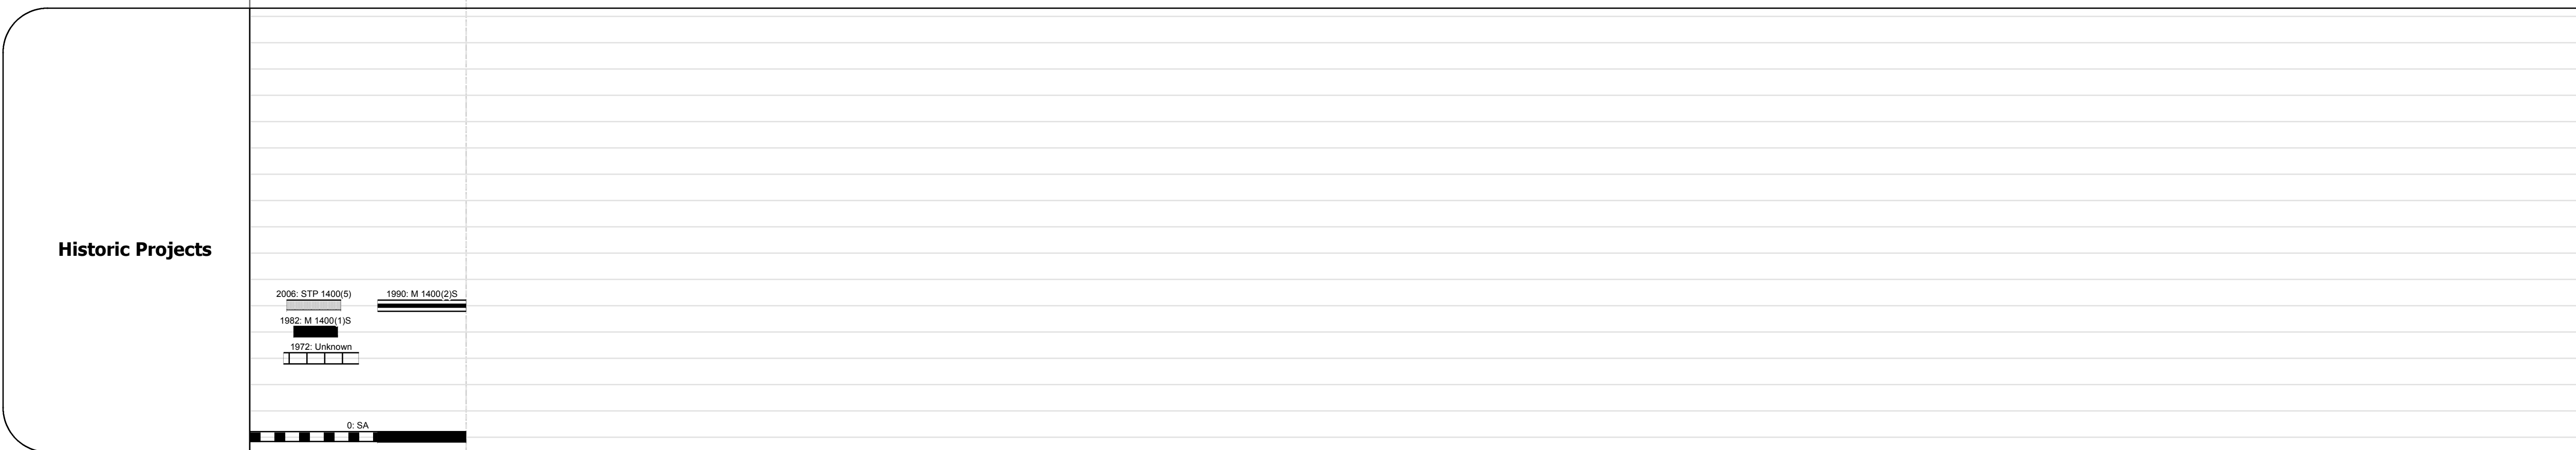 Historic Projects
2006: STP 1400(5)
1990: M 1400(2)S
1982: M 1400(1)S
1972: Unknown
0: SA